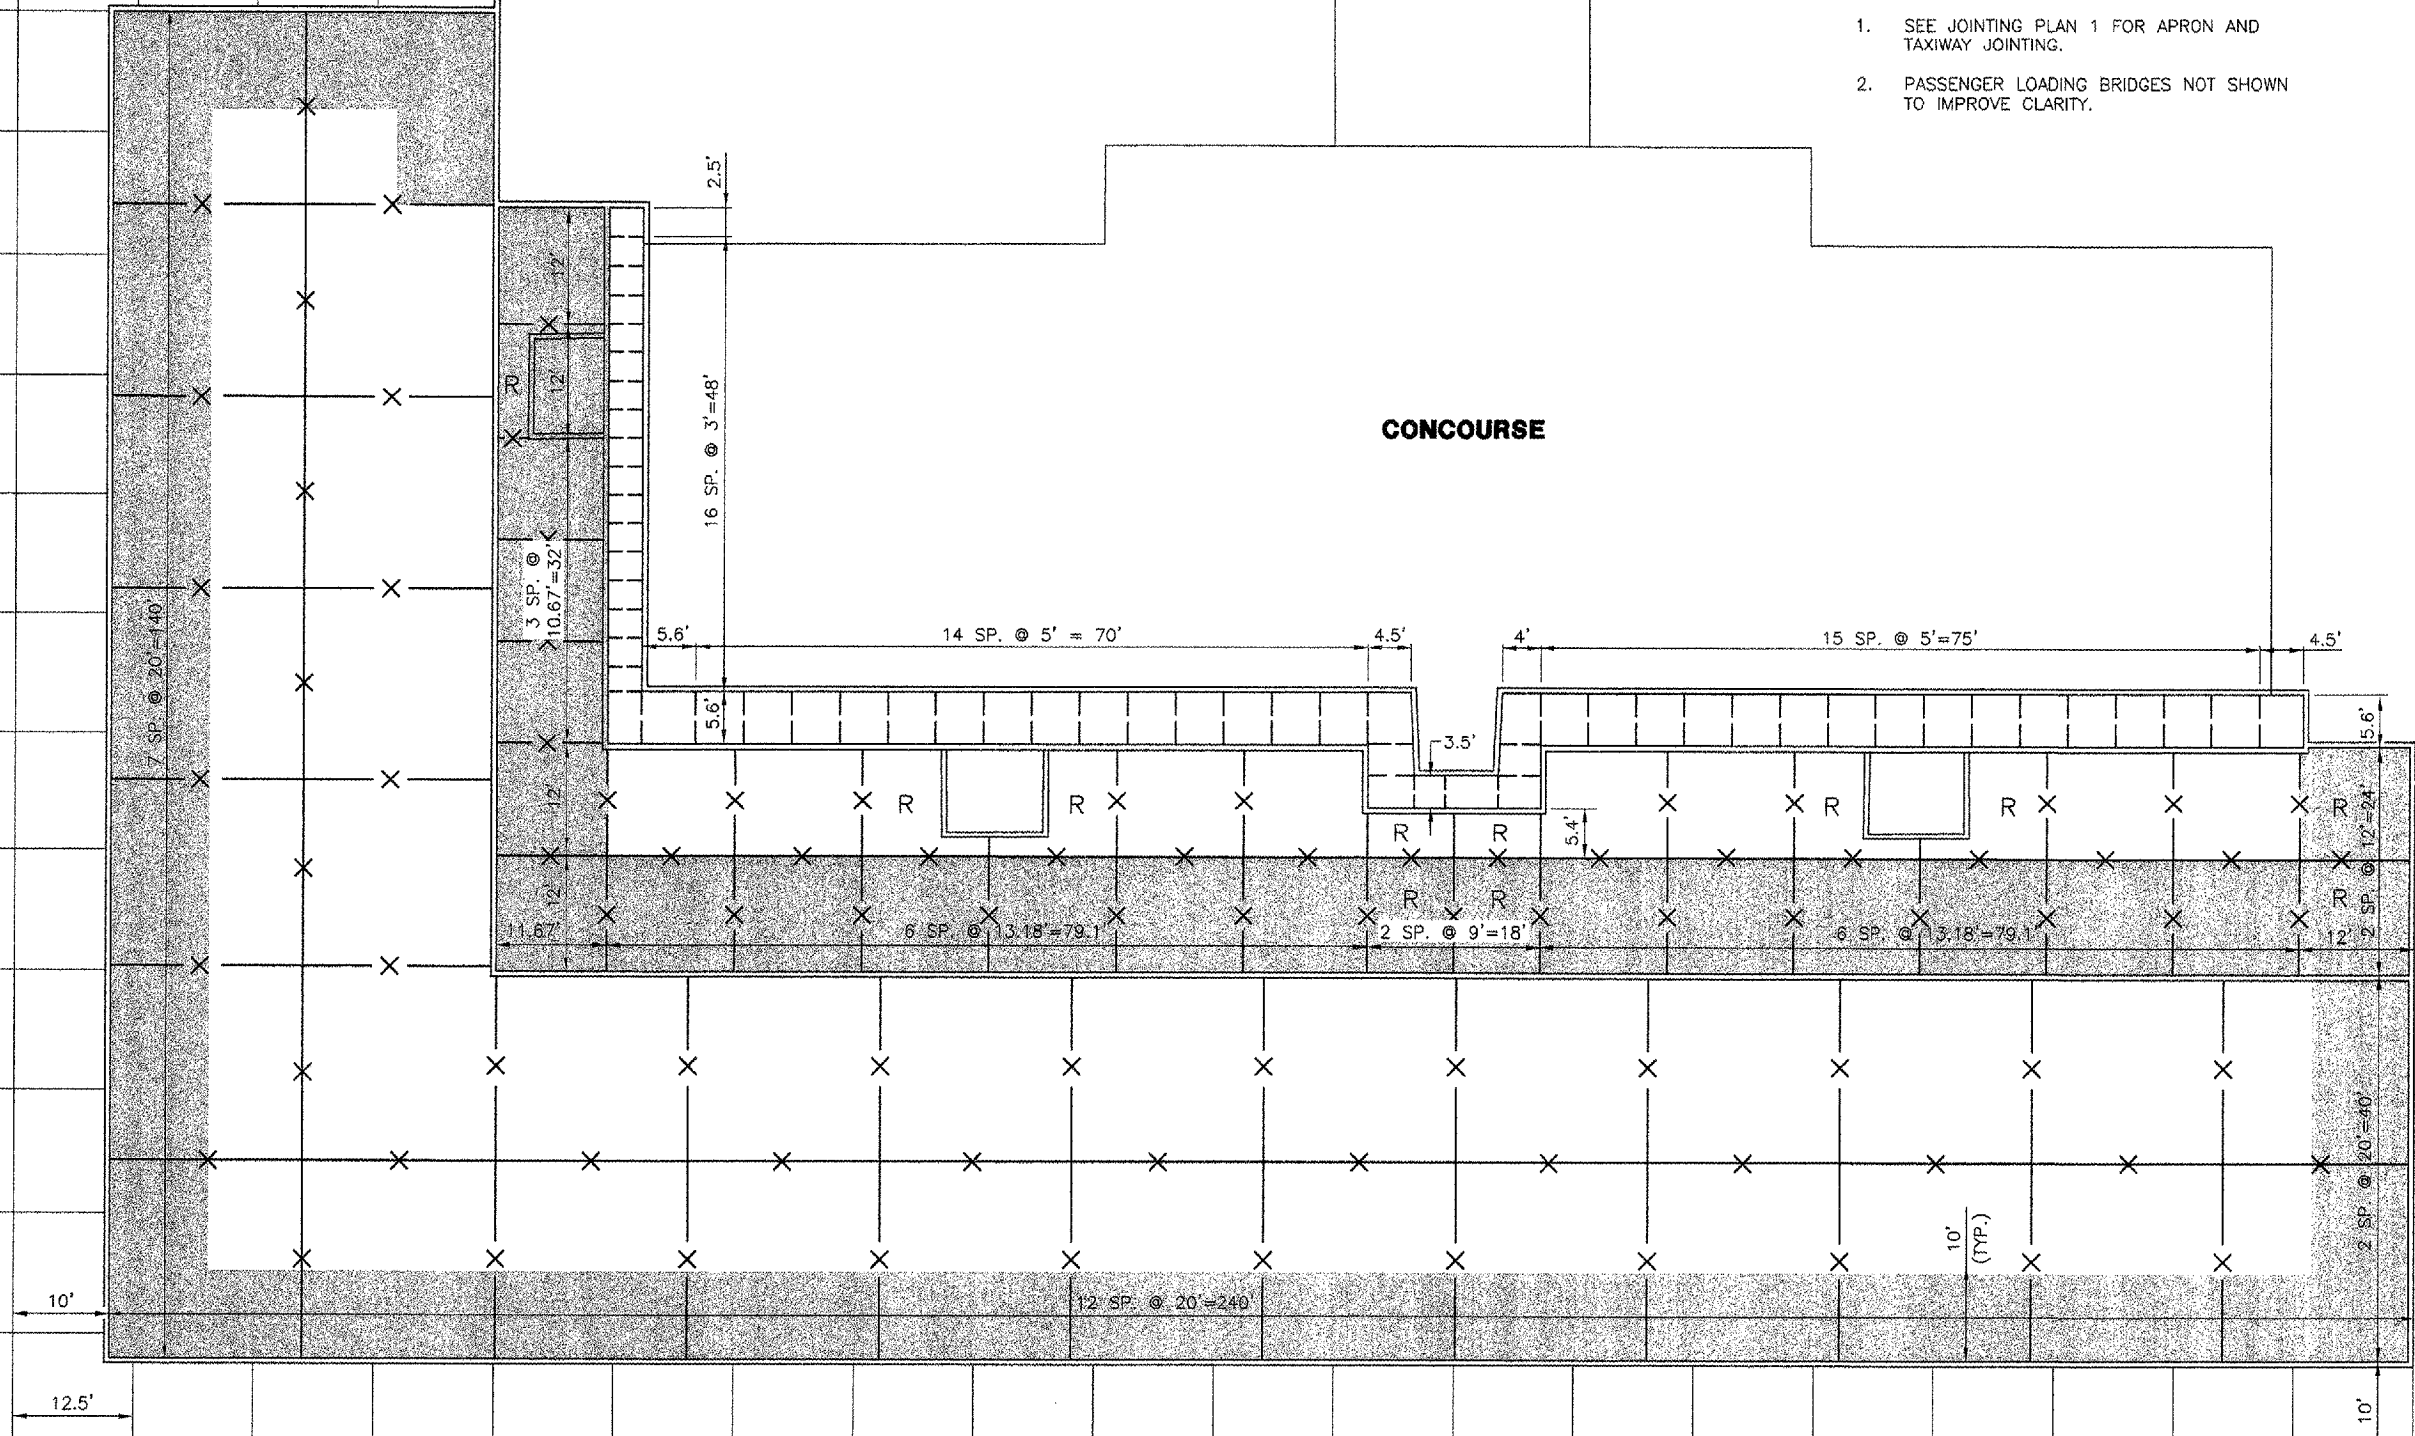 1. SEE JOINTING PLAN 1 FOR APRON AND
TAXIWAY JOINTING.
2. PASSENGER LOADING BRIDGES NOT SHOWN
TO IMPROVE CLARITY.
2.5'
12'
12'
R
16 SP. @ 3'=48'
CONCOURSE
3 SP. @
10.67'=32'
7 SP. @ 20'=140'
5.6'
14 SP. @ 5' = 70'
4.5'
4'
15 SP. @ 5'=75'
4.5'
5.6'
5.6'
3.5'
12'
R
R
R
R
R
R
R
5.4'
2 SP. @ 12'=24'
12'
R
R
R
11.67'
6 SP. @ 13.18'=79.1'
2 SP. @ 9'=18'
6 SP. @ 13.18'=79.1'
12'
2 SP. @ 20'=40'
10'
(TYP.)
10'
12 SP. @ 20'=240'
12.5'
10'